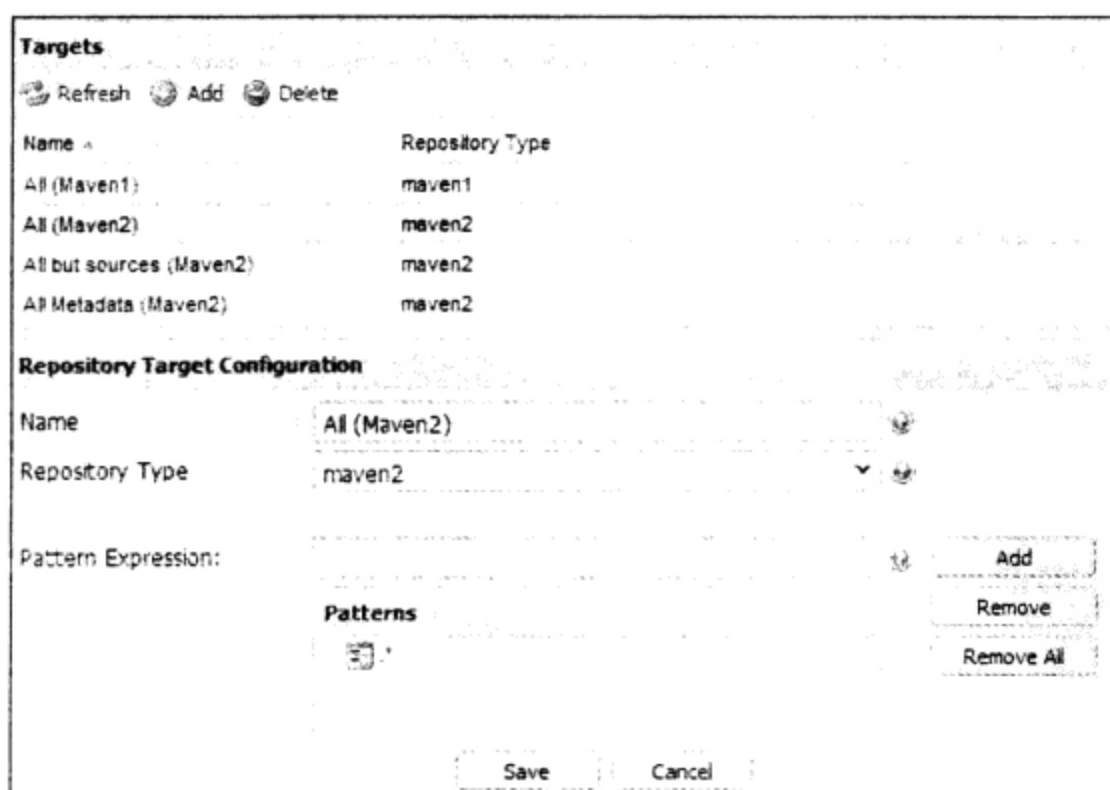 Targets
Refresh Add Delete
Name Repository Type
All (Maven1) maven1
All (Maven2) maven2
All but sources (Maven2) maven2
All Metadata (Maven2) maven2
Repository Target Configuration
Name All (Maven2)
Repository Type maven2
Pattern Expression: Add
Patterns Remove
.* Remove All
Save Cancel